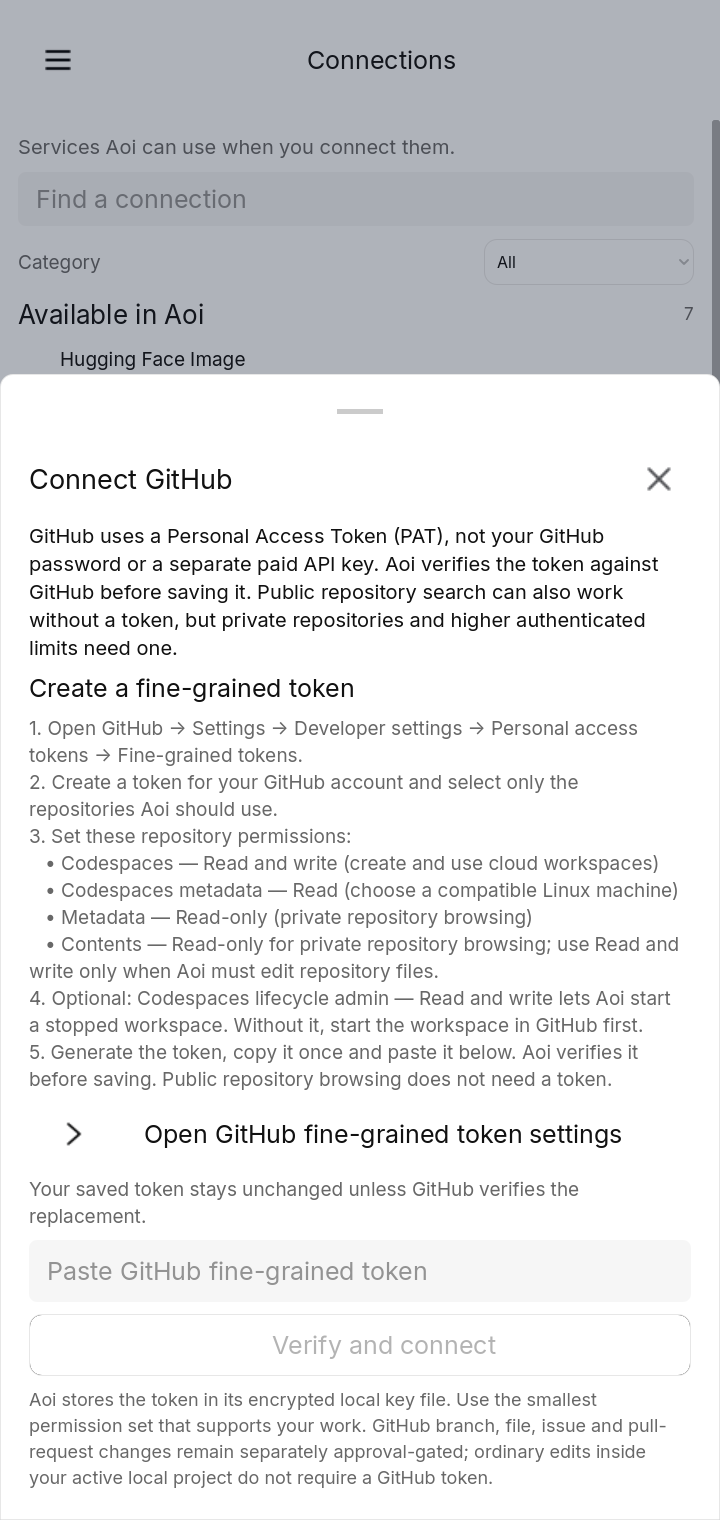 Connections
Services Aoi can use when you connect them.
Find a connection
Category
All
Available in Aoi
7
Hugging Face Image
Connect GitHub
GitHub uses a Personal Access Token (PAT), not your GitHub
password or a separate paid API key. Aoi verifies the token against
GitHub before saving it. Public repository search can also work
without a token, but private repositories and higher authenticated
limits need one.
Create a fine-grained token
1. Open GitHub → Settings → Developer settings → Personal access
tokens → Fine-grained tokens.
2. Create a token for your GitHub account and select only the
repositories Aoi should use.
3. Set these repository permissions:
• Codespaces — Read and write (create and use cloud workspaces)
• Codespaces metadata — Read (choose a compatible Linux machine)
• Metadata — Read-only (private repository browsing)
• Contents — Read-only for private repository browsing; use Read and
write only when Aoi must edit repository files.
4. Optional: Codespaces lifecycle admin — Read and write lets Aoi start
a stopped workspace. Without it, start the workspace in GitHub first.
5. Generate the token, copy it once and paste it below. Aoi verifies it
before saving. Public repository browsing does not need a token.
Open GitHub fine-grained token settings
Your saved token stays unchanged unless GitHub verifies the
replacement.
Paste GitHub fine-grained token
Verify and connect
Aoi stores the token in its encrypted local key file. Use the smallest
permission set that supports your work. GitHub branch, file, issue and pull-
request changes remain separately approval-gated; ordinary edits inside
your active local project do not require a GitHub token.